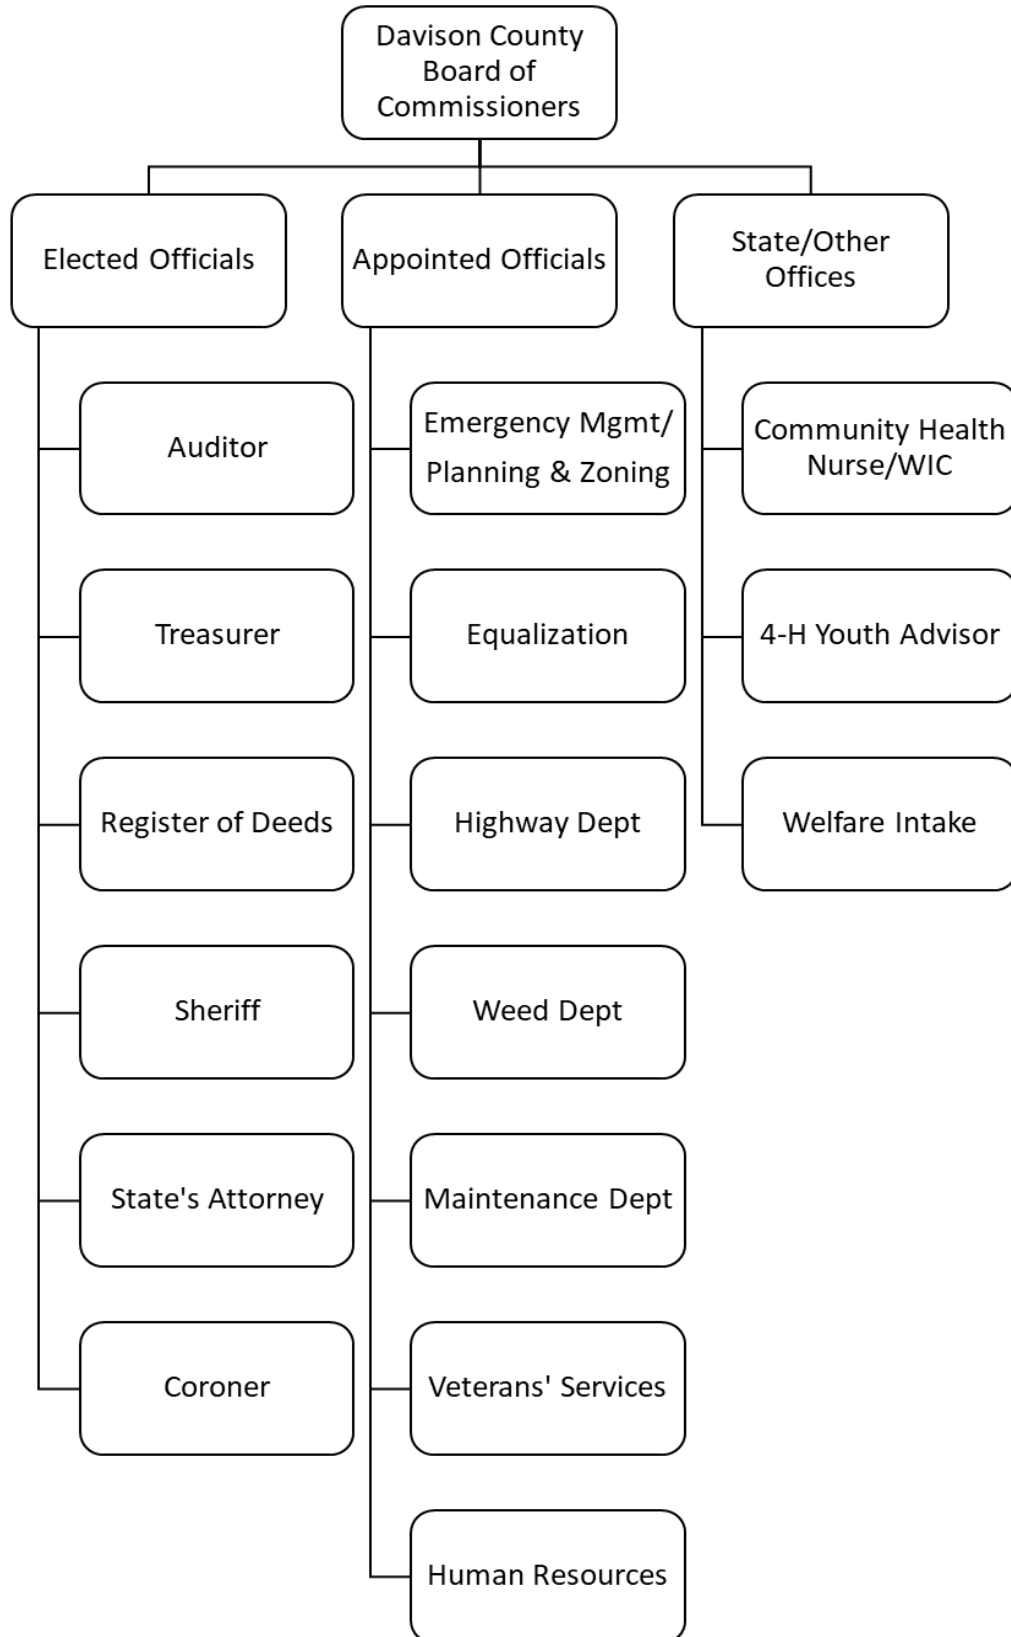 Davison County
Board of
Commissioners
Elected Officials
Appointed Officials
State/Other
Offices
Auditor
Treasurer
Register of Deeds
Sheriff
State's Attorney
Coroner
Emergency Mgmt/
Planning & Zoning
Equalization
Highway Dept
Weed Dept
Maintenance Dept
Veterans' Services
Human Resources
Community Health
Nurse/WIC
4-H Youth Advisor
Welfare Intake